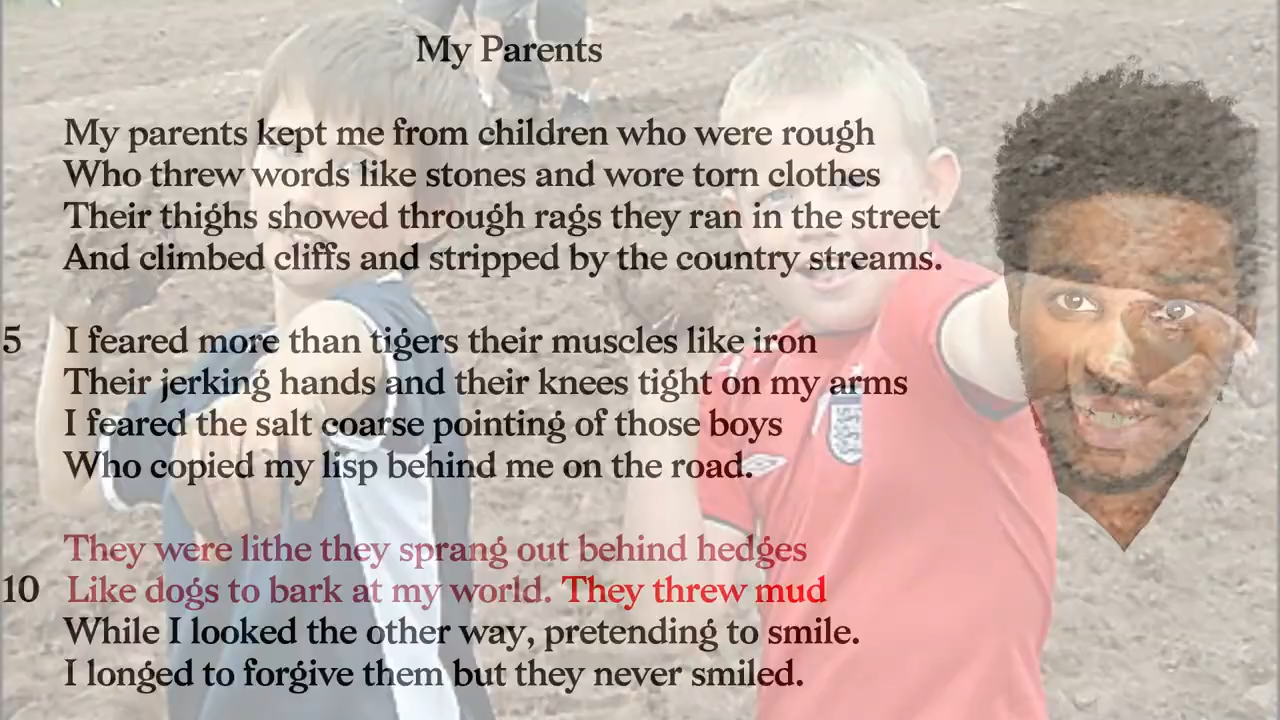 My Parents
My parents kept me from children who were rough
Who threw words like stones and wore torn clothes
Their thighs showed through rags they ran in the street
And climbed cliffs and stripped by the country streams.
5 I feared more than tigers their muscles like iron
Their jerking hands and their knees tight on my arms
I feared the salt coarse pointing of those boys
Who copied my lisp behind me on the road.
They were lithe they sprang out behind hedges
10 Like dogs to bark at my world. They threw mud
While I looked the other way, pretending to smile.
I longed to forgive them but they never smiled.